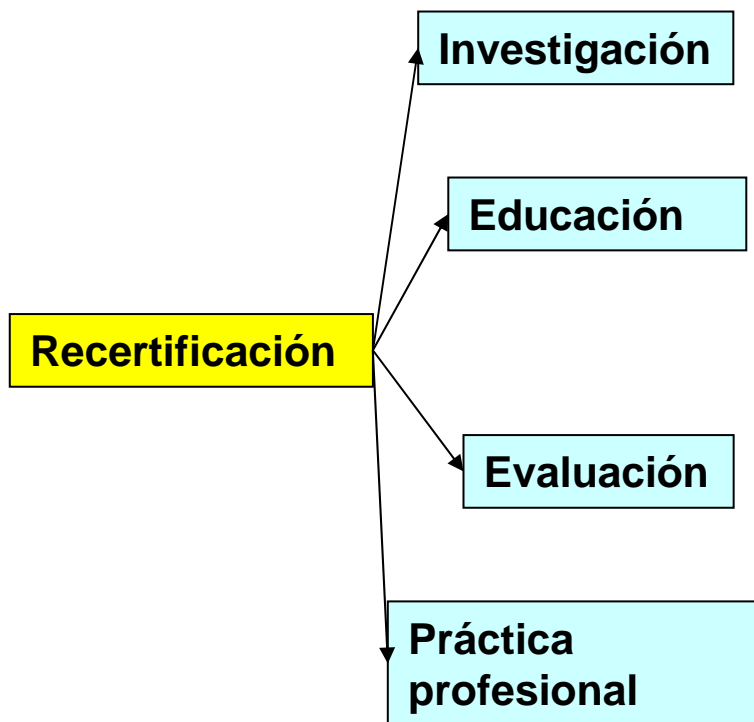 Investigación
Educación
Recertificación
Evaluación
Práctica
profesional